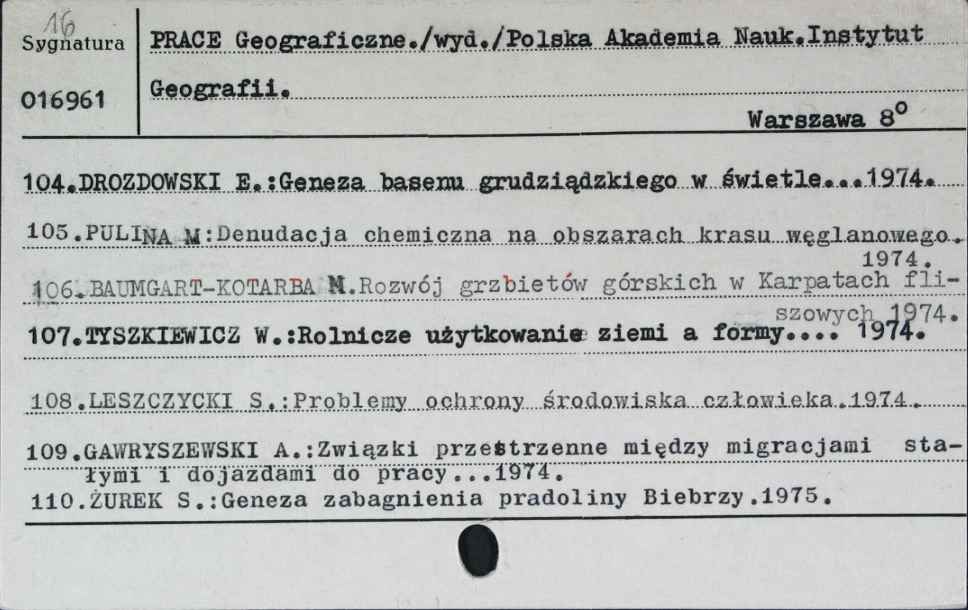 16
Sygnatura
016961
PRACE Geograficzne./wyd./Polska Akademia Nauk.Instytut
Geografii.
Warszawa 8°
104.DROZDOWSKI E.:Geneza basenu grudziądzkiego w świetle...1974.
105.PULINA M:Denudacja chemiczna na obszarach krasu węglanowego.
1974.
106.BAUMGART-KOTARBA M.Rozwój grzbietów górskich w Karpatach fli-
szowych 1974.
107.TYSZKIEWICZ W.:Rolnicze użytkowanie ziemi a formy.... 1974.
108.LESZCZYCKI S.:Problemy ochrony środowiska człowieka.1974.
109.GAWRYSZEWSKI A.:Związki przestrzenne między migracjami sta-
łymi i dojazdami do pracy...1974.
110.ŻUREK S.:Geneza zabagnienia pradoliny Biebrzy.1975.